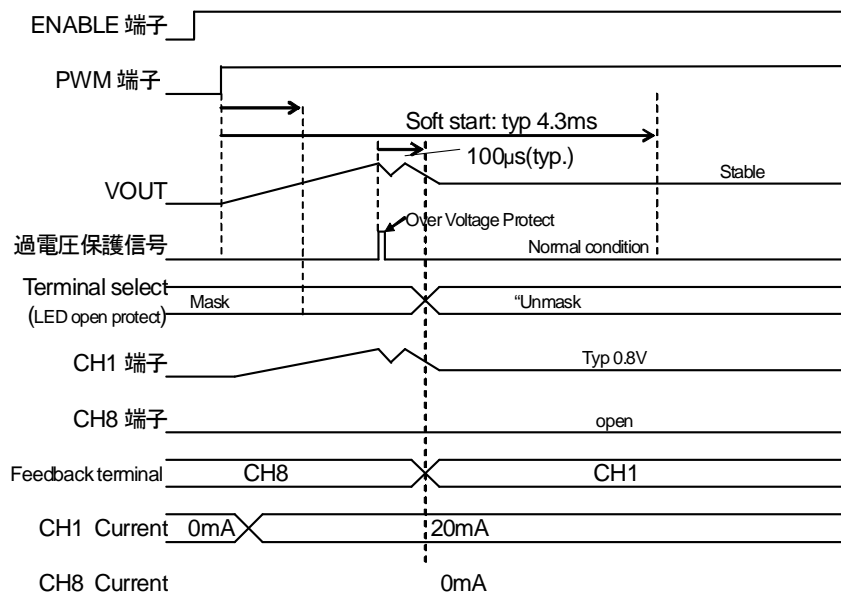 ENABLE 端子
PWM 端子
Soft start: typ 4.3ms
100μs(typ.)
VOUT
Stable
Over Voltage Protect
過電圧保護信号
Normal condition
Terminal select
(LED open protect)
Mask
“Unmask
CH1 端子
Typ 0.8V
CH8 端子
open
Feedback terminal
CH8
CH1
CH1 Current
0mA
20mA
CH8 Current
0mA